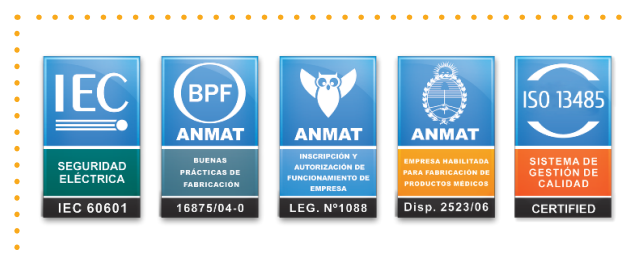 IEC
SEGURIDAD
ELÉCTRICA
IEC 60601
BPF
ANMAT
BUENAS
PRÁCTICAS DE
FABRICACIÓN
16875/04-0
ANMAT
INSCRIPCIÓN Y
AUTORIZACIÓN DE
FUNCIONAMIENTO DE
EMPRESA
LEG. Nº1088
ANMAT
EMPRESA HABILITADA
PARA FABRICACIÓN DE
PRODUCTOS MÉDICOS
Disp. 2523/06
ISO 13485
SISTEMA DE
GESTIÓN DE
CALIDAD
CERTIFIED